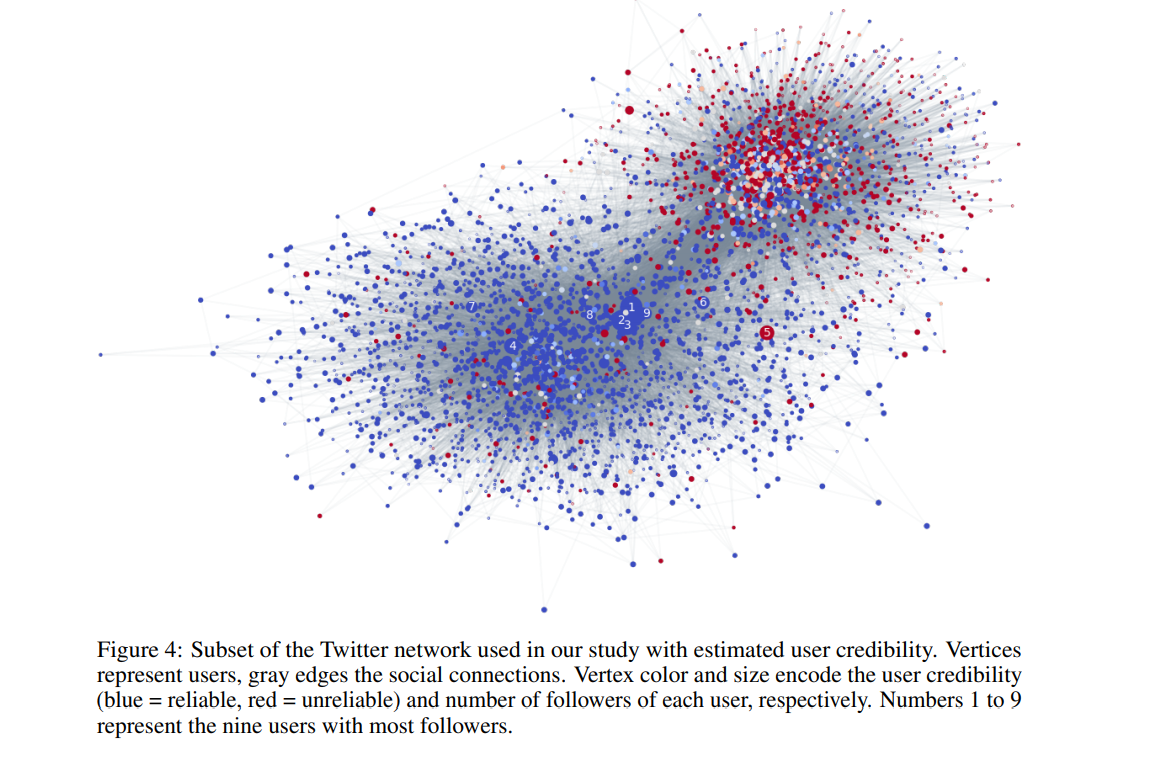 1
6
7
9
8
2
3
5
4
Figure 4: Subset of the Twitter network used in our study with estimated user credibility. Vertices
represent users, gray edges the social connections. Vertex color and size encode the user credibility
(blue = reliable, red = unreliable) and number of followers of each user, respectively. Numbers 1 to 9
represent the nine users with most followers.